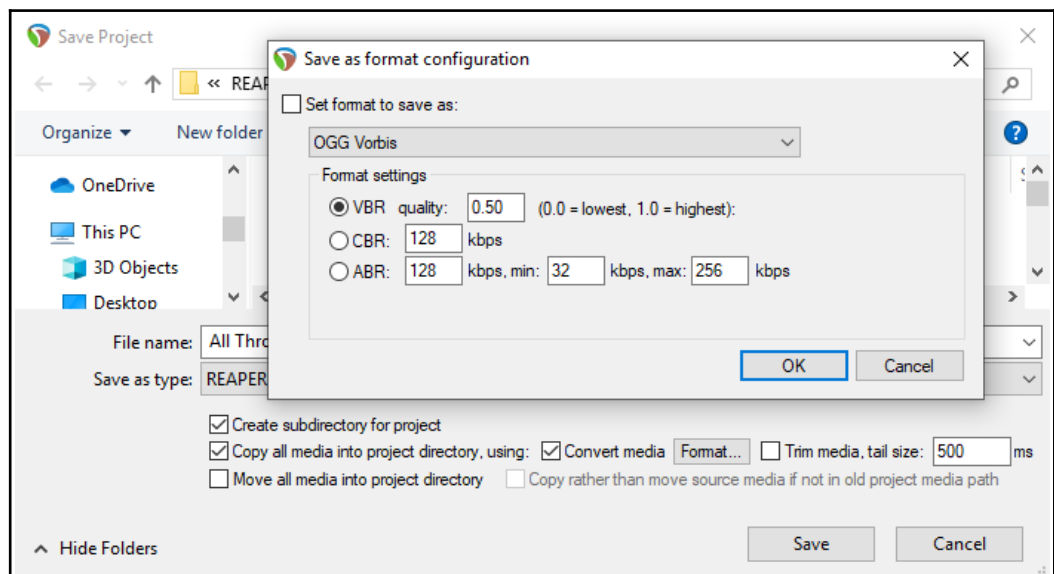 Save Project
Save as format configuration
« REAP
Set format to save as:
Organize
New folder
OGG Vorbis
Format settings
OneDrive
VBR quality: 0.50 (0.0 = lowest, 1.0 = highest):
This PC
CBR: 128 kbps
3D Objects
ABR: 128 kbps, min: 32 kbps, max: 256 kbps
Desktop
OK Cancel
File name: All Thro
Save as type: REAPER
Create subdirectory for project
Copy all media into project directory, using: Convert media Format... Trim media, tail size: 500 ms
Move all media into project directory Copy rather than move source media if not in old project media path
Hide Folders
Save Cancel